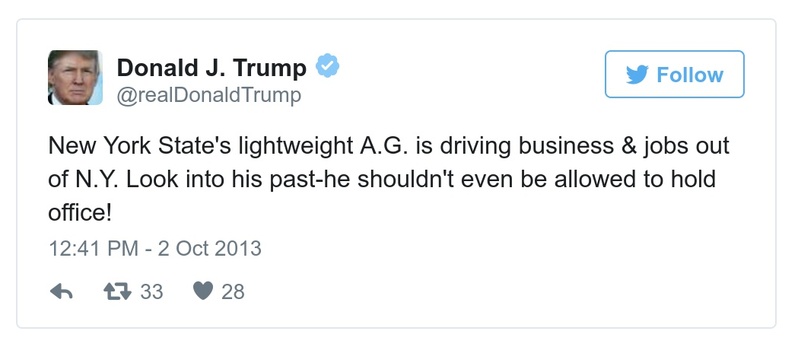 Donald J. Trump
@realDonaldTrump
Follow
New York State's lightweight A.G. is driving business & jobs out
of N.Y. Look into his past-he shouldn't even be allowed to hold
office!
12:41 PM - 2 Oct 2013
33 28